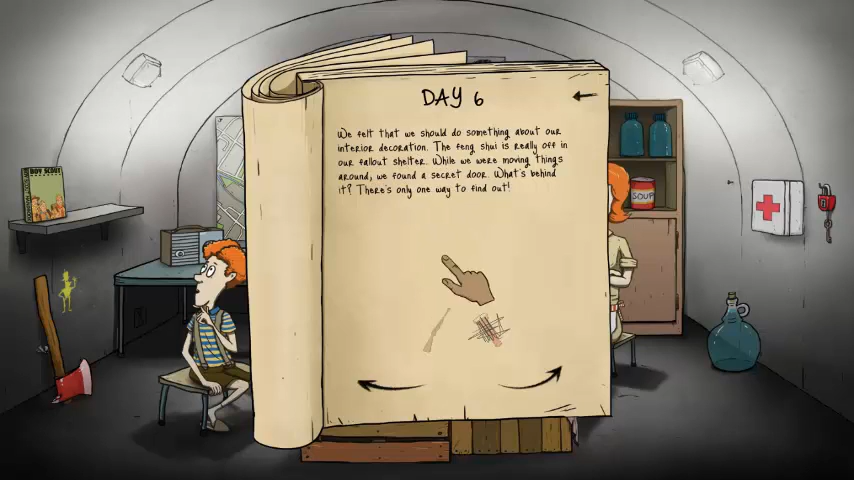 DAY 6
We felt that we should do something about our
interior decoration. The feng shui is really off in
our fallout shelter. While we were moving things
around, we found a secret door. What's behind
it? There's only one way to find out!
BOY SCOUT
SOUP